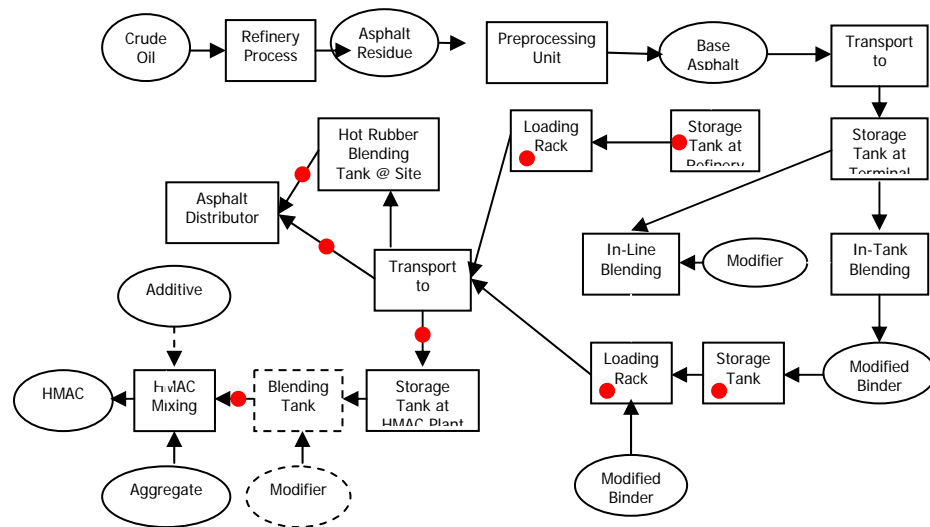 Crude
Oil
Refinery
Process
Asphalt
Residue
Preprocessing
Unit
Base
Asphalt
Transport
to
Hot Rubber
Blending
Tank @ Site
Loading
Rack
Storage
Tank at
Refinery
Storage
Tank at
Terminal
Asphalt
Distributor
Transport
to
In-Line
Blending
Modifier
In-Tank
Blending
Additive
HMAC
HMAC
Mixing
Blending
Tank
Storage
Tank at
HMAC Plant
Loading
Rack
Storage
Tank
Modified
Binder
Aggregate
Modifier
Modified
Binder